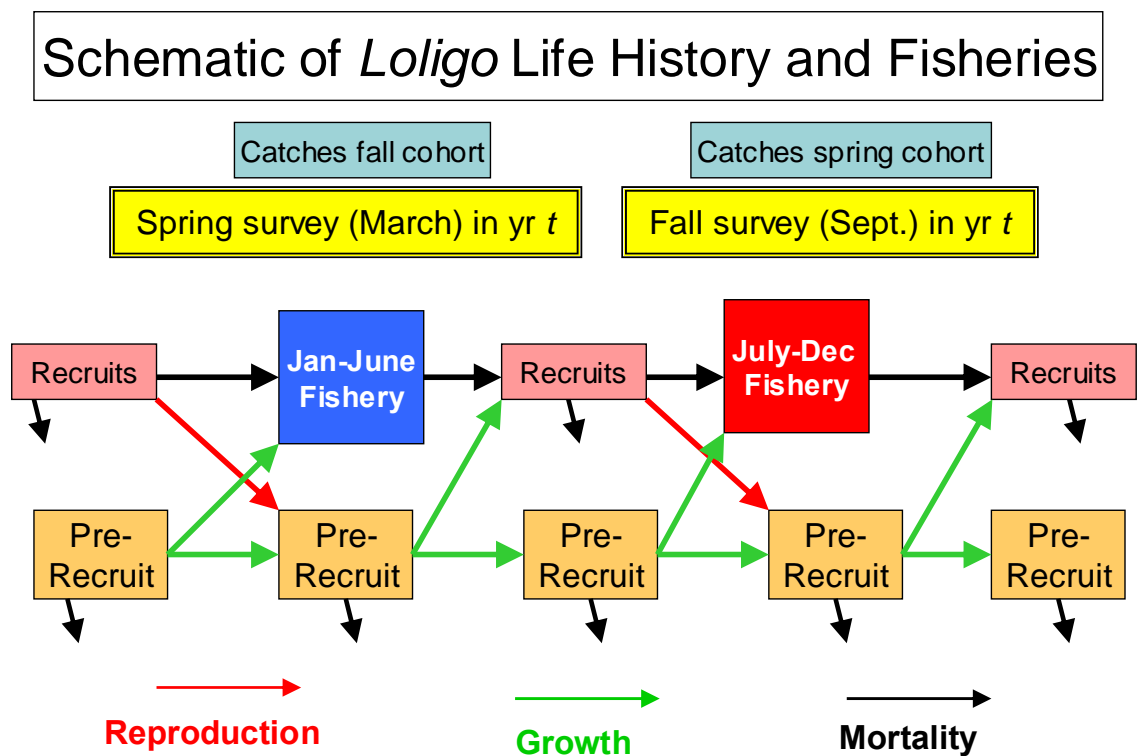 Schematic of Loligo Life History and Fisheries
Catches fall cohort
Catches spring cohort
Spring survey (March) in yr t
Fall survey (Sept.) in yr t
Recruits
Jan-June
Fishery
Recruits
July-Dec
Fishery
Recruits
Pre-
Recruit
Pre-
Recruit
Pre-
Recruit
Pre-
Recruit
Pre-
Recruit
Reproduction
Growth
Mortality